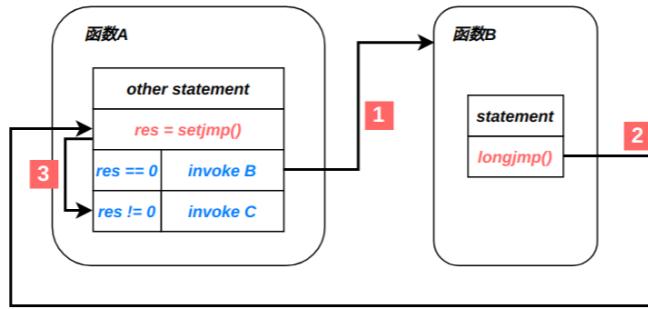 函数A
other statement
res = setjmp()
res == 0 invoke B
res != 0 invoke C
3
1
函数B
statement
longjmp()
2